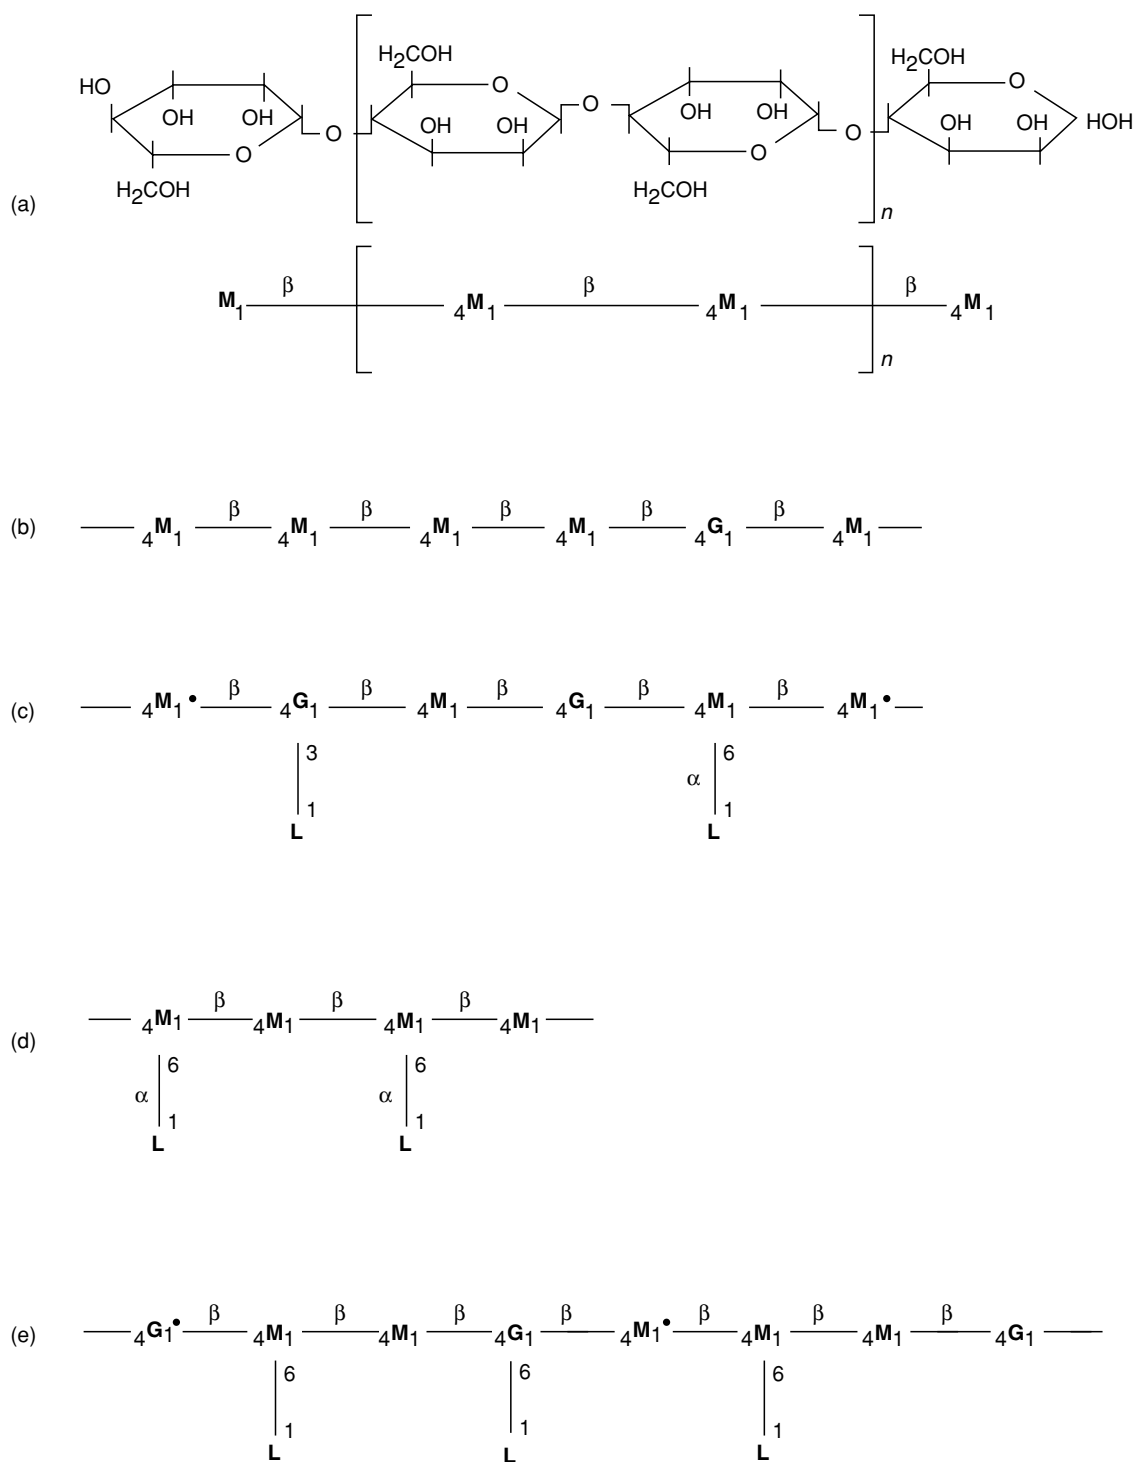 H2COH H2COH
HO O O O
OH OH OH OH OH OH OH OH HOH
O O O
O O
H2COH H2COH
(a) n
β β β
M1 4M1 4M1 4M1
n
β β β β β
(b) 4M1 4M1 4M1 4M1 4G1 4M1
β β β β β
(c) 4M1• 4G1 4M1 4G1 4M1 4M1•
3 6
α
1 1
L L
β β β
4M1 4M1 4M1 4M1
(d)
6 6
α α
1 1
L L
β β β β β β β
(e) 4G1• 4M1 4M1 4G1 4M1• 4M1 4M1 4G1
6 6 6
1 1 1
L L L